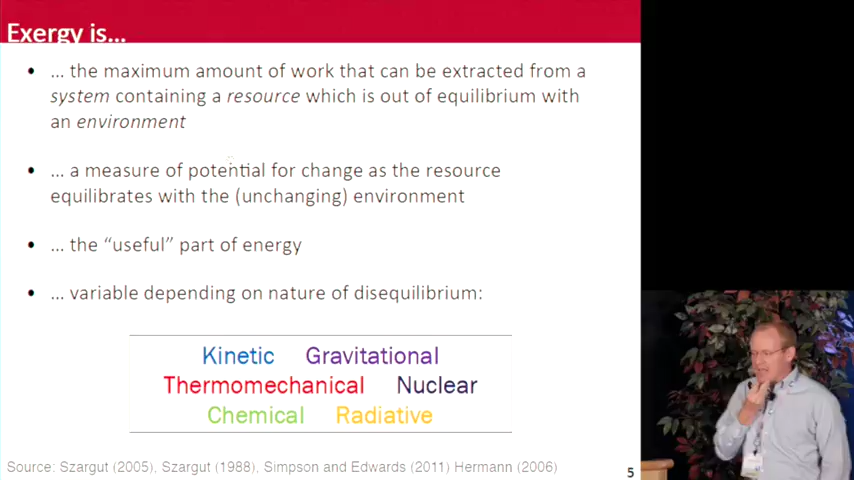 Exergy is...
• ... the maximum amount of work that can be extracted from a
system containing a resource which is out of equilibrium with
an environment
• ... a measure of potential for change as the resource
equilibrates with the (unchanging) environment
• ... the “useful” part of energy
• ... variable depending on nature of disequilibrium:
Kinetic Gravitational
Thermomechanical Nuclear
Chemical Radiative
Source: Szargut (2005), Szargut (1988), Simpson and Edwards (2011) Hermann (2006)
5